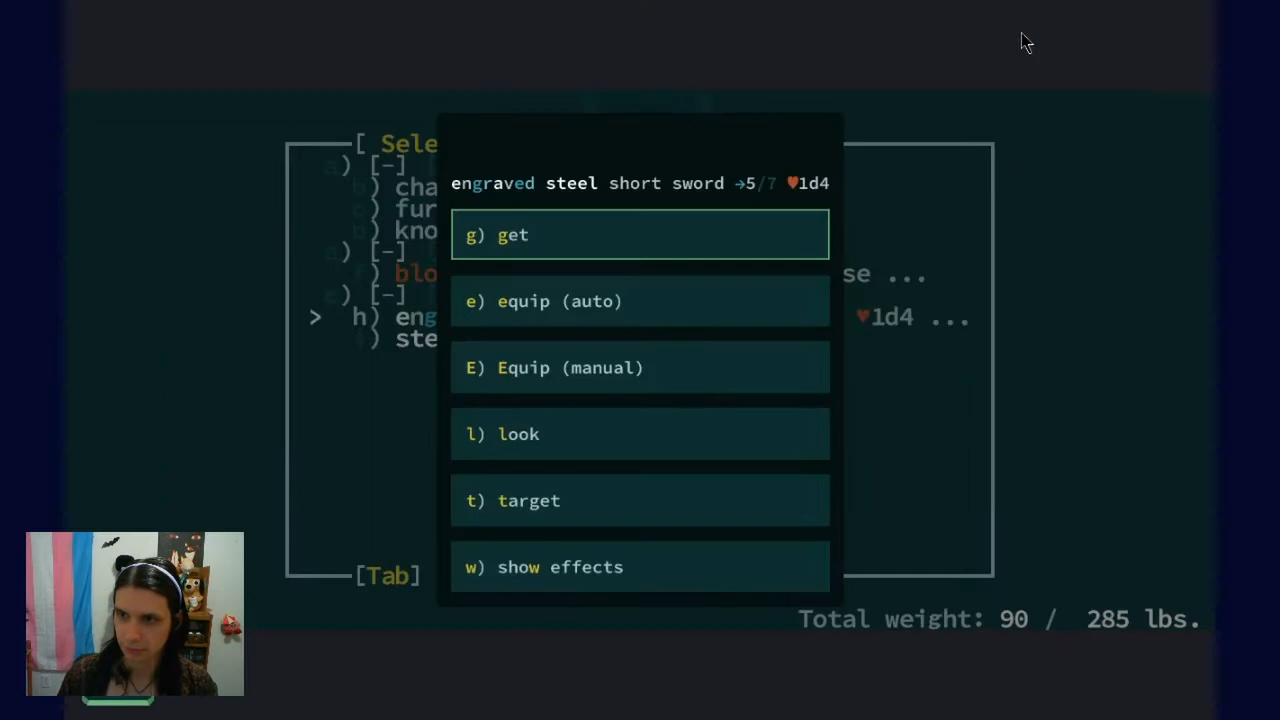 [ Sele
a) [-]
b) cha
c) fur
b) kno
a) [-]
f) blo
se ...
c) [-]
> h) eng
♥1d4 ...
f) ste
engraved steel short sword →5/7 ♥1d4
g) get
e) equip (auto)
E) Equip (manual)
l) look
t) target
w) show effects
[Tab]
Total weight: 90 / 285 lbs.